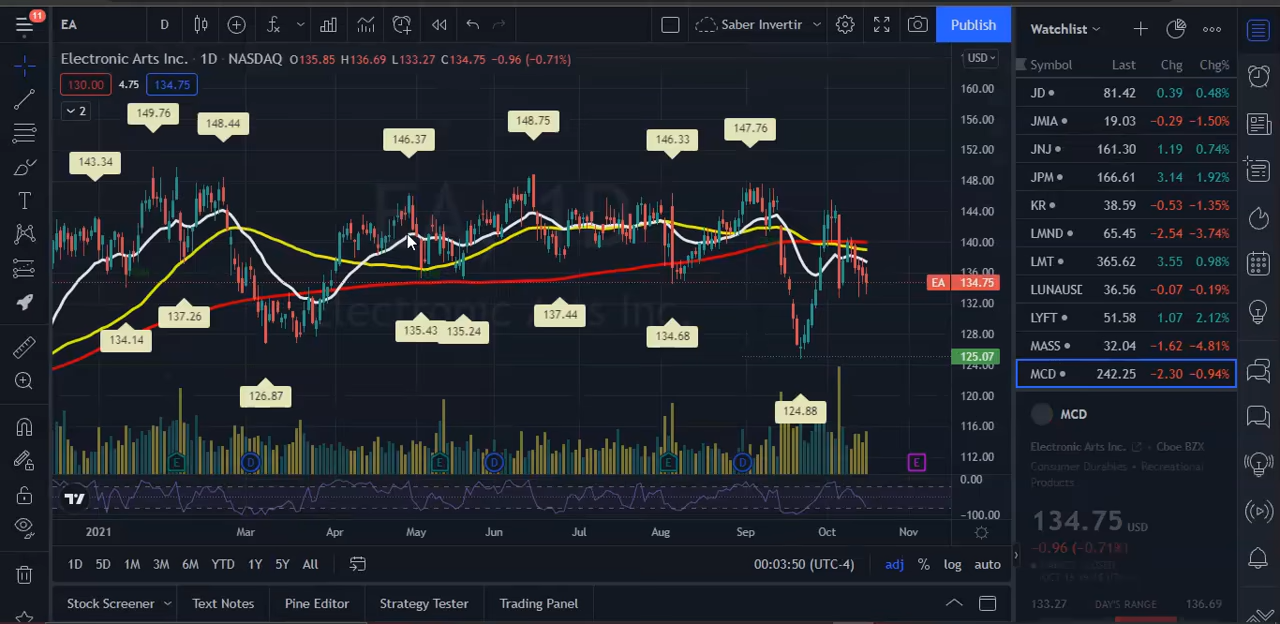 11
EA D Saber Invertir Publish
Electronic Arts Inc. · 1D · NASDAQ O135.85 H136.69 L133.27 C134.75 −0.96 (−0.71%)
130.00 4.75 134.75
2
USD
160.00
156.00
152.00
148.00
144.00
140.00
136.00
EA 134.75
132.00
128.00
125.07
124.00
120.00
116.00
112.00
0.00
−100.00
143.34
149.76
148.44
146.37
148.75
146.33
147.76
134.14
137.26
126.87
135.43
135.24
137.44
134.68
124.88
EA, 1D
Electronic Arts Inc.
E D E D E D E
2021 Mar Apr May Jun Jul Aug Sep Oct Nov
1D 5D 1M 3M 6M YTD 1Y 5Y All 00:03:50 (UTC-4) adj % log auto
Stock Screener Text Notes Pine Editor Strategy Tester Trading Panel
Watchlist
Symbol Last Chg Chg%
JD 81.42 0.39 0.48%
JMIA 19.03 −0.29 −1.50%
JNJ 161.30 1.19 0.74%
JPM 166.61 3.14 1.92%
KR 38.59 −0.53 −1.35%
LMND 65.45 −2.54 −3.74%
LMT 365.62 3.55 0.98%
LUNAUSE 36.56 −0.07 −0.19%
LYFT 51.58 1.07 2.12%
MASS 32.04 −1.62 −4.81%
MCD 242.25 −2.30 −0.94%
MCD
Electronic Arts Inc. Cboe BZX
Consumer Durables • Recreational
Products
134.75 USD
−0.96 (−0.71%)
133.27 DAY'S RANGE 136.69